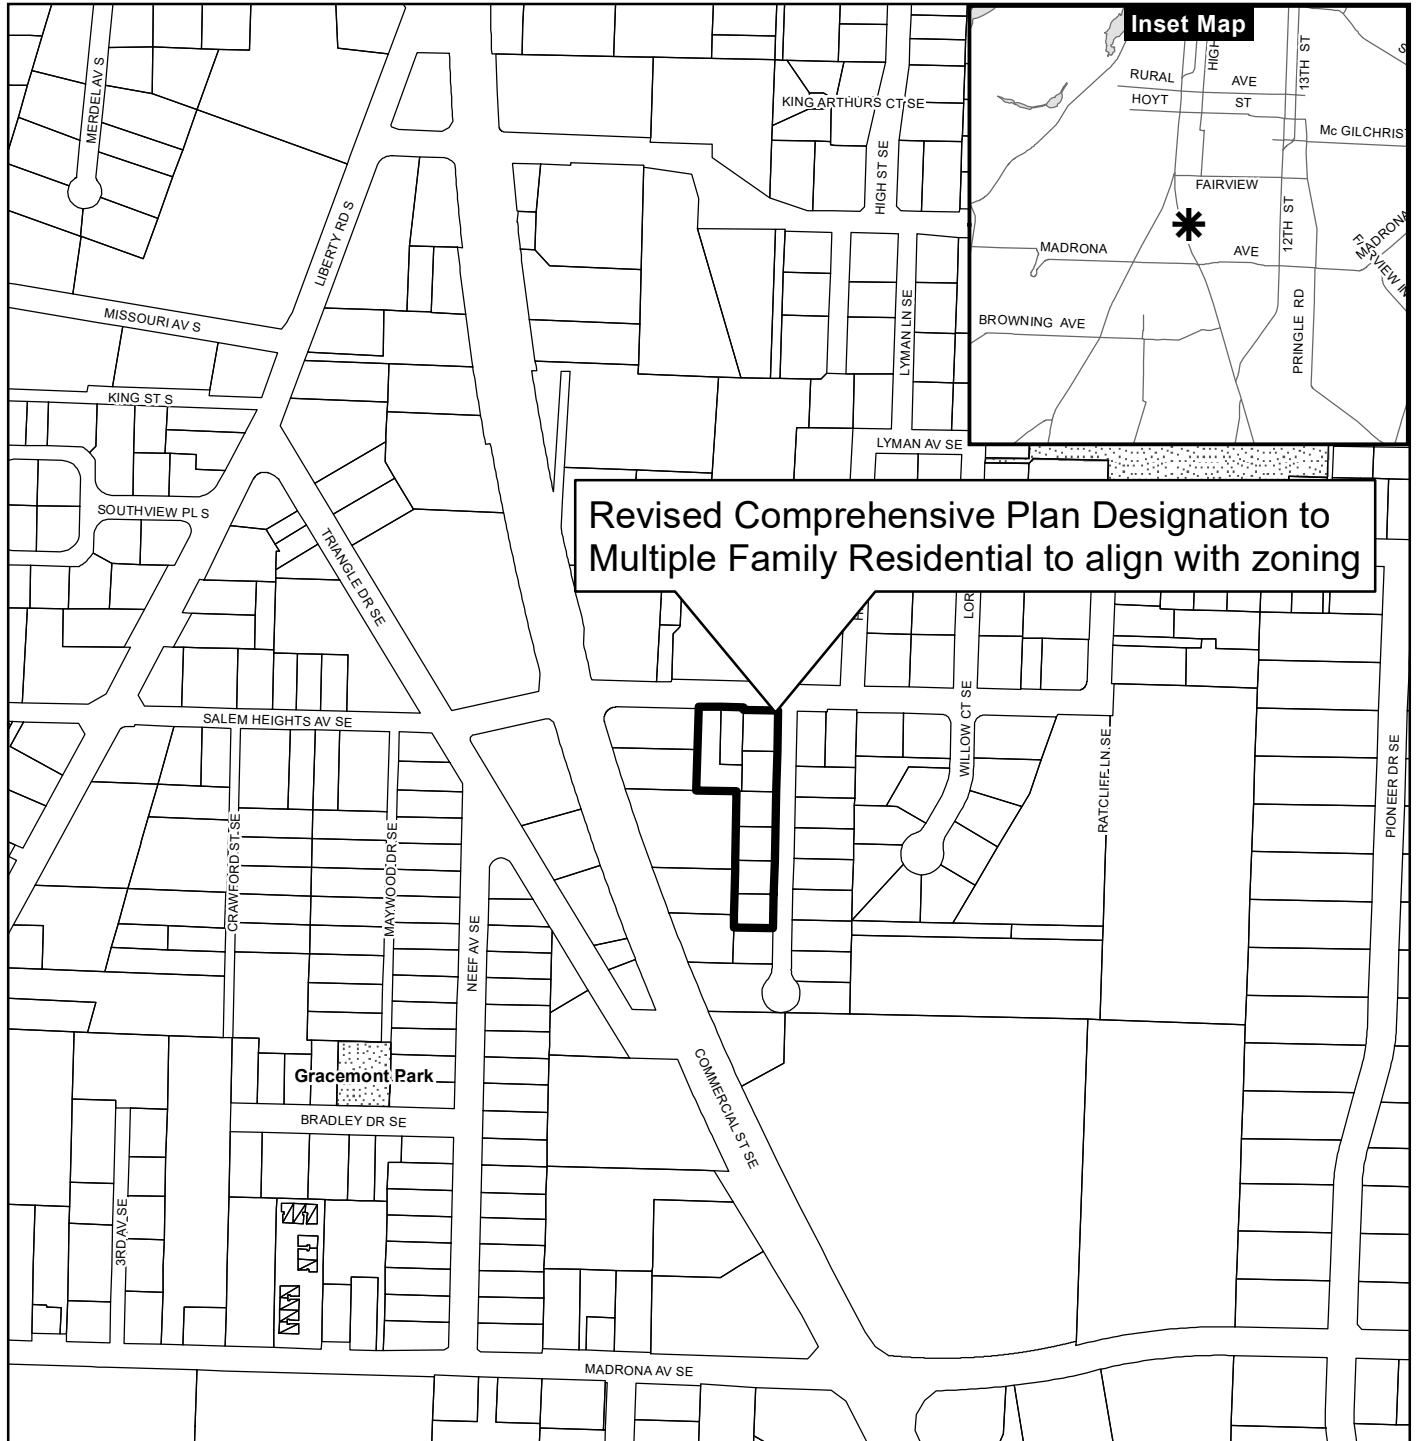 Inset Map
RURAL AVE
HIGH
13TH ST
HOYT ST
Mc GILCHRIST
FAIRVIEW
12TH ST
MADRONA AVE
MADRONA
BROWNING AVE
PRINGLE RD
MERDEL AV S
KING ARTHURS CT SE
HIGH ST SE
LIBERTY RD S
MISSOURI AV S
LYMAN LN SE
KING ST S
LYMAN AV SE
SOUTHVIEW PL S
TRIANGLE DR SE
Revised Comprehensive Plan Designation to
Multiple Family Residential to align with zoning
LOR
SALEM HEIGHTS AV SE
WILLOW CT SE
RATCLIFF LN SE
PIONEER DR SE
CRAWFORD ST SE
MAYWOOD DR SE
NEEF AV SE
COMMERCIAL ST SE
Gracemont Park
BRADLEY DR SE
3RD AV SE
MADRONA AV SE